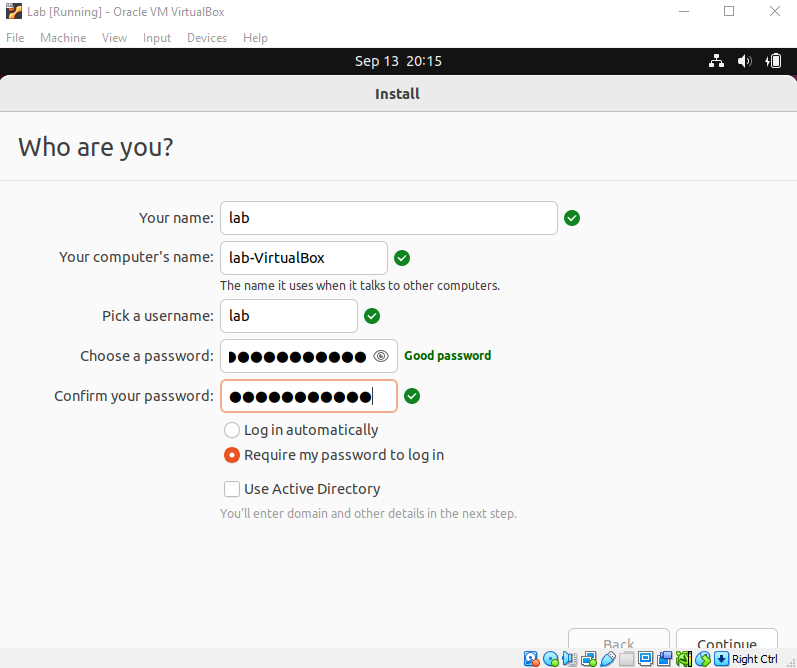 Lab [Running] - Oracle VM VirtualBox
File Machine View Input Devices Help
Sep 13 20:15
Install
Who are you?
Your name: lab
Your computer's name: lab-VirtualBox
The name it uses when it talks to other computers.
Pick a username: lab
Choose a password: ●●●●●●●●●●● Good password
Confirm your password: ●●●●●●●●●●●
Log in automatically
Require my password to log in
Use Active Directory
You'll enter domain and other details in the next step.
Back Continue
Right Ctrl